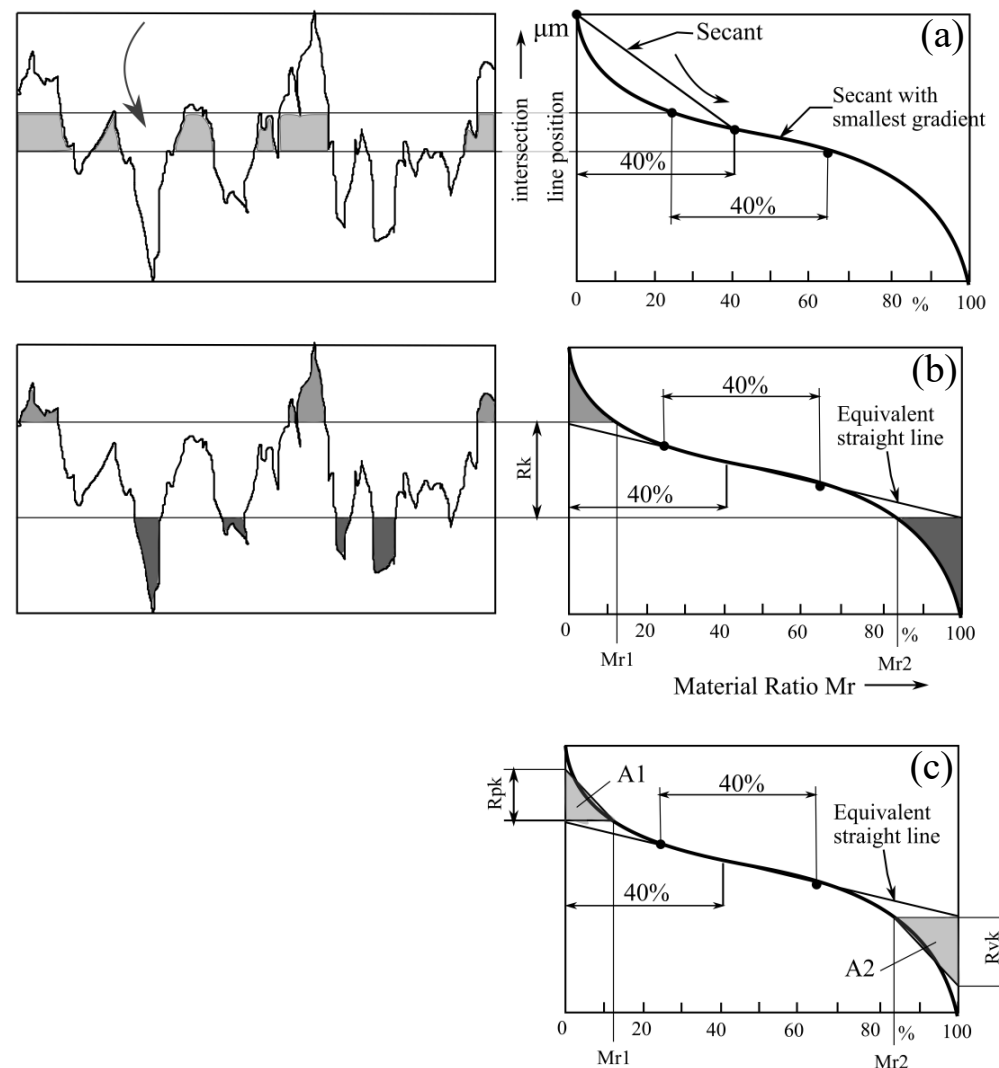 µm
Secant
(a)
intersection
line position
Secant with
smallest gradient
40%
40%
0 20 40 60 80 % 100
(b)
40%
Equivalent
straight line
Rk
40%
0 20 40 60 80 % 100
Mr1 Mr2
Material Ratio Mr
(c)
Rpk
A1
40%
Equivalent
straight line
40%
A2
Rvk
0 20 40 60 80 % 100
Mr1 Mr2